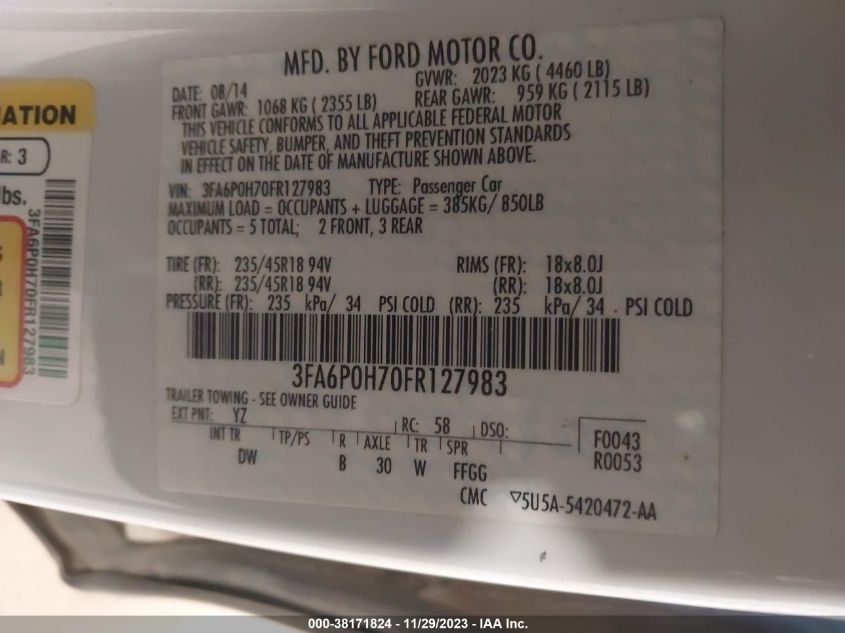 MFD. BY FORD MOTOR CO.
DATE: 08/14 GVWR: 2023 KG ( 4460 LB)
FRONT GAWR: 1068 KG ( 2355 LB) REAR GAWR: 959 KG ( 2115 LB)
THIS VEHICLE CONFORMS TO ALL APPLICABLE FEDERAL MOTOR
VEHICLE SAFETY, BUMPER, AND THEFT PREVENTION STANDARDS
IN EFFECT ON THE DATE OF MANUFACTURE SHOWN ABOVE.
VIN: 3FA6P0H70FR127983 TYPE: Passenger Car
MAXIMUM LOAD = OCCUPANTS + LUGGAGE = 385KG/ 850LB
OCCUPANTS = 5 TOTAL; 2 FRONT, 3 REAR
TIRE (FR): 235/45R18 94V RIMS (FR): 18x8.0J
(RR): 235/45R18 94V (RR): 18x8.0J
PRESSURE (FR): 235 kPa/ 34 PSI COLD (RR): 235 kPa/ 34 . PSI COLD
3FA6P0H70FR127983
TRAILER TOWING - SEE OWNER GUIDE
EXT PNT: YZ RC: 58 DSO:
INT TR TP/PS R AXLE TR SPR
DW B 30 W FFGG
F0043
R0053
CMC ▽5U5A-5420472-AA
R: 3
lbs.
3FA6P0H70FR127983
000-38171824 - 11/29/2023 - IAA Inc.